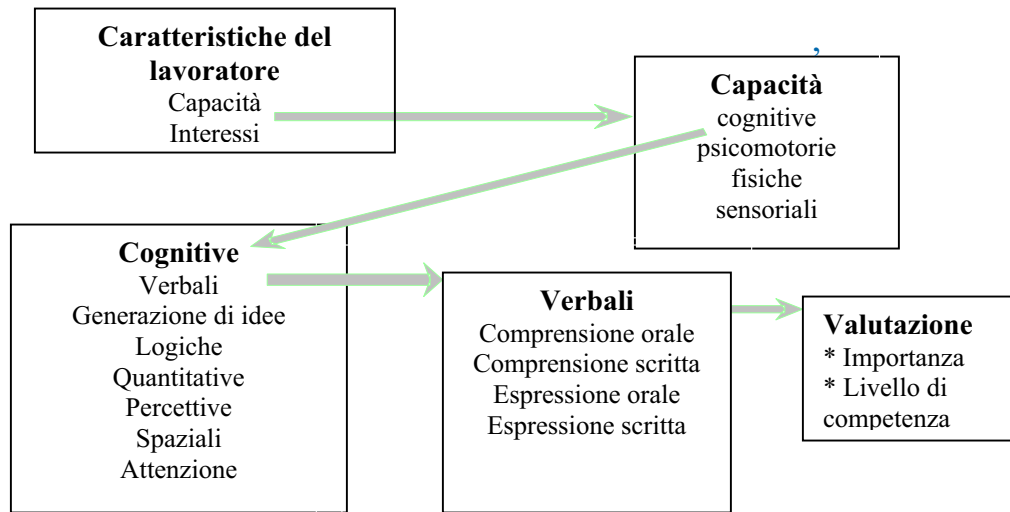 Caratteristiche del
lavoratore
Capacità
Interessi
,
Capacità
cognitive
psicomotorie
fisiche
sensoriali
Cognitive
Verbali
Generazione di idee
Logiche
Quantitative
Percettive
Spaziali
Attenzione
Verbali
Comprensione orale
Comprensione scritta
Espressione orale
Espressione scritta
Valutazione
* Importanza
* Livello di
competenza